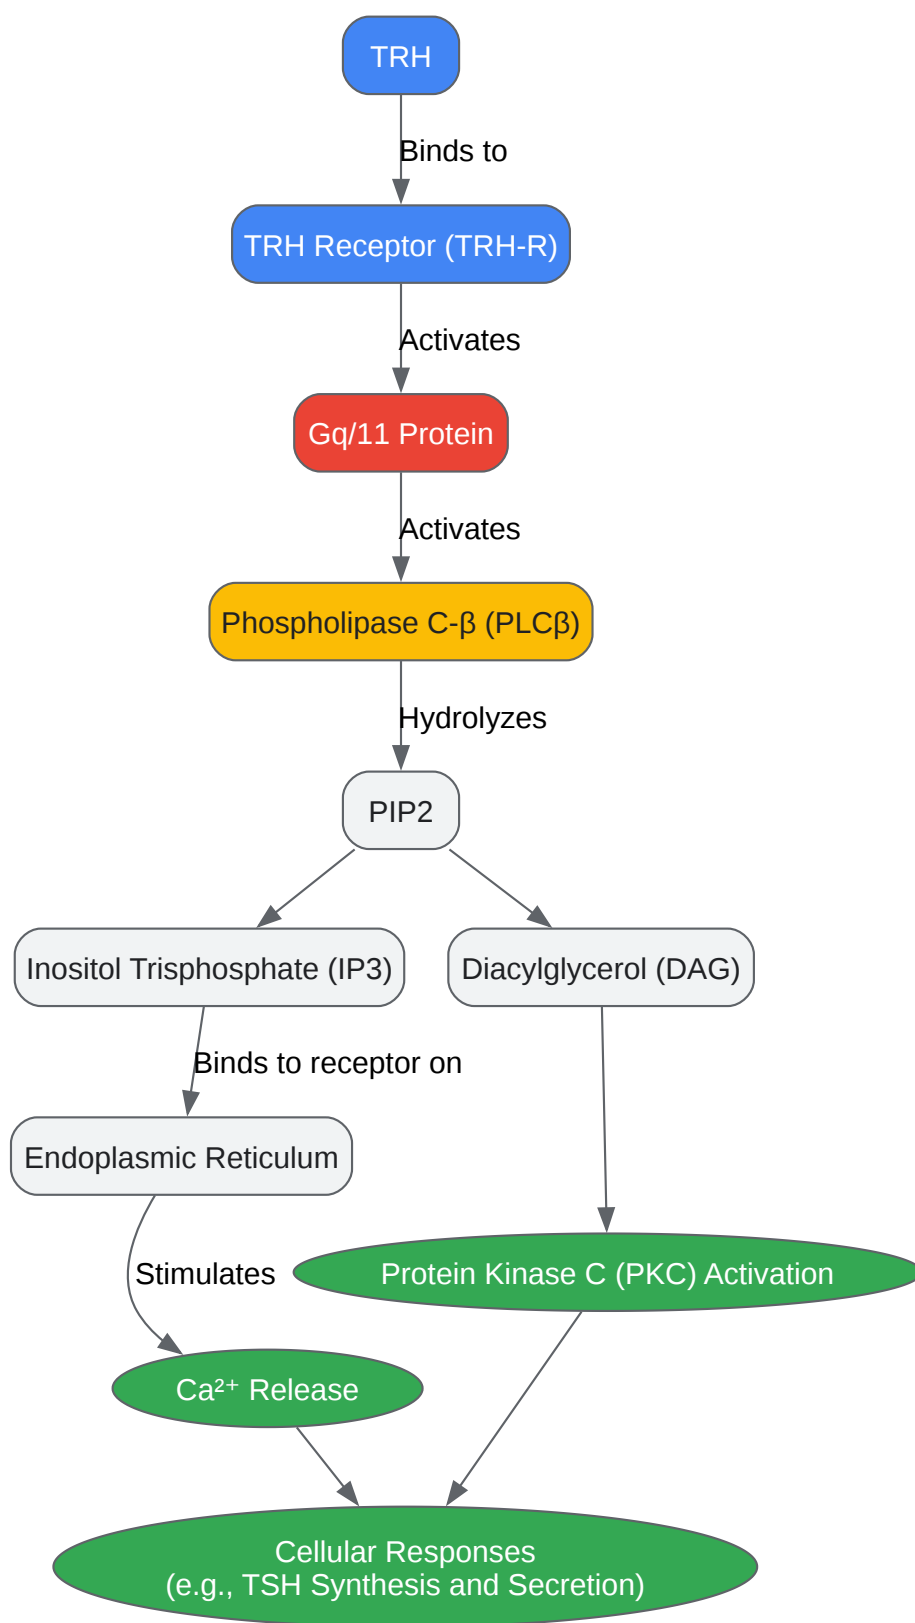 TRH
Binds to
TRH Receptor (TRH-R)
Activates
Gq/11 Protein
Activates
Phospholipase C-β (PLCβ)
Hydrolyzes
PIP2
Inositol Trisphosphate (IP3)
Diacylglycerol (DAG)
Binds to receptor on
Endoplasmic Reticulum
Stimulates
Protein Kinase C (PKC) Activation
Ca²⁺ Release
Cellular Responses
(e.g., TSH Synthesis and Secretion)